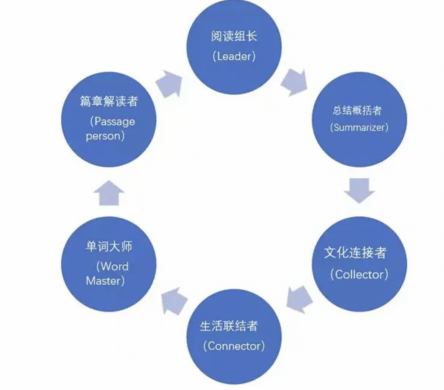 阅读组长
(Leader)
总结概括者
(Summarizer)
文化连接者
(Collector)
生活联结者
(Connector)
单词大师
(Word
Master)
篇章解读者
(Passage
person)